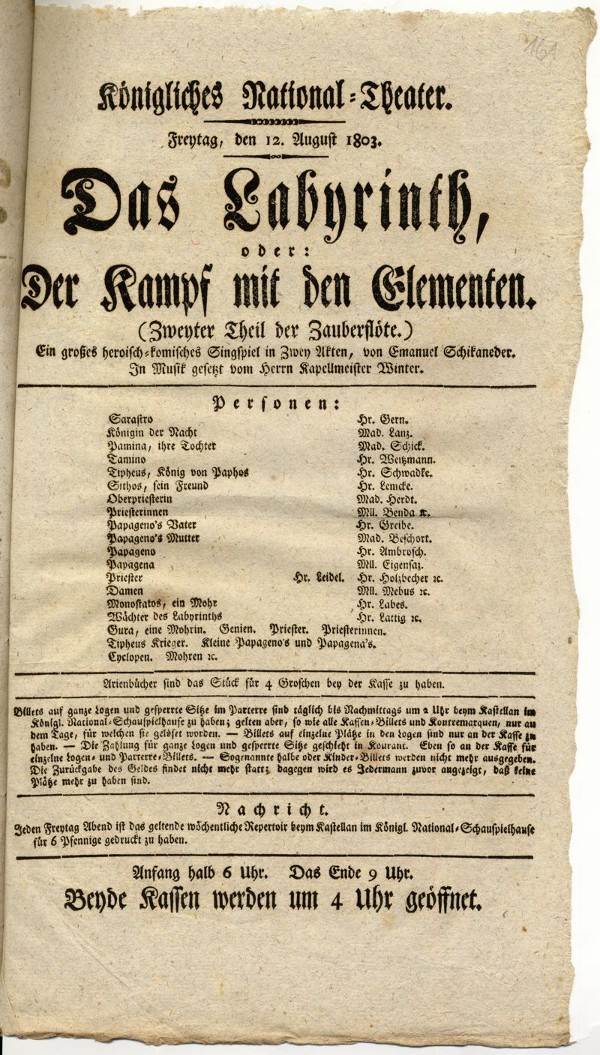 161
Königliches National-Theater.
Freytag, den 12. August 1803.
Das Labyrinth,
oder:
Der Kampf mit den Elementen.
(Zweyter Theil der Zauberflöte.)
Ein großes heroisch-komisches Singspiel in Zwey Akten, von Emanuel Schikaneder.
In Musik gesetzt vom Herrn Kapellmeister Winter.
Personen:
Sarastro Hr. Gern.
Königin der Nacht Mad. Lanz.
Pamina, ihre Tochter Mad. Schick.
Tamino Hr. Weitzmann.
Tipheus, König von Paphos Hr. Schwadke.
Sithos, sein Freund Hr. Lemcke.
Oberpriesterin Mad. Herdt.
Priesterinnen Mll. Benda ꝛc.
Papageno's Vater Hr. Greibe.
Papageno's Mutter Mad. Beschort.
Papageno Hr. Ambrosch.
Papagena Mll. Eigensaz.
Priester Hr. Leidel. Hr. Holzbecher ꝛc.
Damen Mll. Mebus ꝛc.
Monostatos, ein Mohr Hr. Labes.
Wächter des Labyrinths Hr. Lattig ꝛc.
Gura, eine Mohrin. Genien. Priester. Priesterinnen.
Tipheus Krieger. Kleine Papageno's und Papagena's.
Cyclopen. Mohren ꝛc.
Arienbücher sind das Stück für 4 Groschen bey der Kasse zu haben.
Billets auf ganze Logen und gesperrte Sitze im Parterre sind täglich bis Nachmittags um 2 Uhr beym Kastellan im
Königl. National-Schauspielhause zu haben; gelten aber, so wie alle Kassen-Billets und Kontremarquen, nur an
dem Tage, für welchen sie gelöset worden. — Billets auf einzelne Plätze in den Logen sind nur an der Kasse zu
haben. — Die Zahlung für ganze Logen und gesperrte Sitze geschieht in Kourant. Eben so an der Kasse für
einzelne Logen- und Parterre-Billets. — Sogenannte halbe oder Kinder-Billets werden nicht mehr ausgegeben.
Die Zurückgabe des Geldes findet nicht mehr statt; dagegen wird es Jedermann zuvor angezeigt, daß keine
Plätze mehr zu haben sind.
Nachricht.
Jeden Freytag Abend ist das geltende wöchentliche Repertoir beym Kastellan im Königl. National-Schauspielhause
für 6 Pfennige gedruckt zu haben.
Anfang halb 6 Uhr. Das Ende 9 Uhr.
Beyde Kassen werden um 4 Uhr geöffnet.